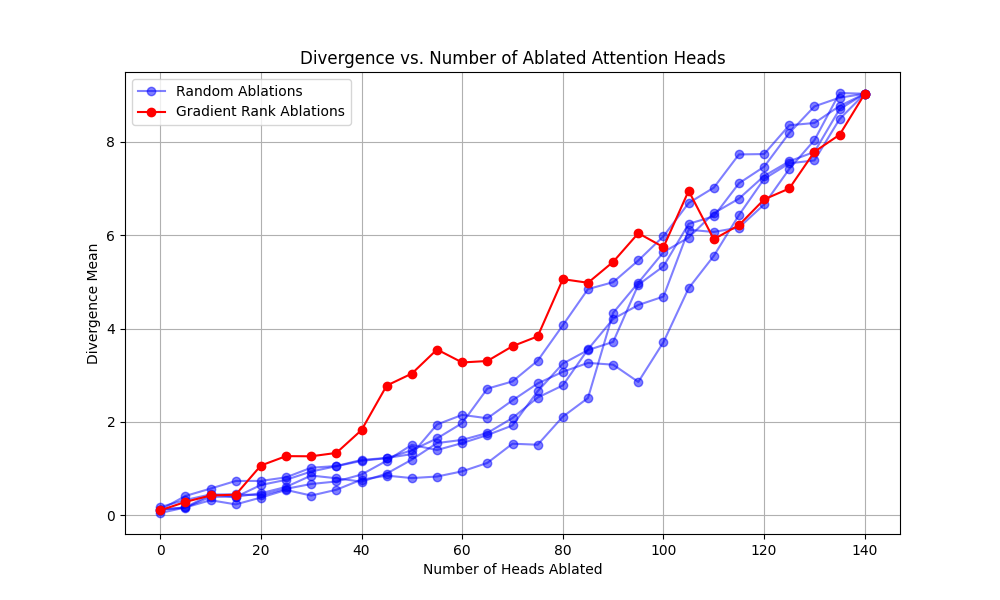 Divergence vs. Number of Ablated Attention Heads
Random Ablations
Gradient Rank Ablations
Divergence Mean
8
6
4
2
0
0 20 40 60 80 100 120 140
Number of Heads Ablated